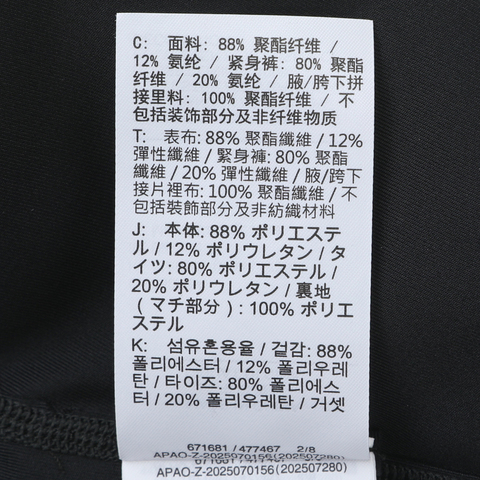 C: 面料: 88% 聚酯纤维 /
12% 氨纶 / 紧身裤: 80% 聚酯
纤维 / 20% 氨纶 / 腋/胯下拼
接里料: 100% 聚酯纤维 / 不
包括装饰部分及非纤维物质
T: 表布: 88% 聚酯纖維 / 12%
彈性纖維 / 緊身褲: 80% 聚酯
纖維 / 20% 彈性纖維 / 腋/跨下
接片裡布: 100% 聚酯纖維 / 不
包括裝飾部分及非紡織材料
J: 本体: 88% ポリエステ
ル / 12% ポリウレタン / タ
イツ: 80% ポリエステル /
20% ポリウレタン / 裏地
(マチ部分) : 100% ポリエ
ステル
K: 섬유혼용율 / 겉감: 88%
폴리에스터 / 12% 폴리우레
탄 / 타이즈: 80% 폴리에스
터 / 20% 폴리우레탄 / 거셋
671681 / 477467 2/8
APAO-Z-2025070156(202507280)
APAO-Z-2025070156(202507280)